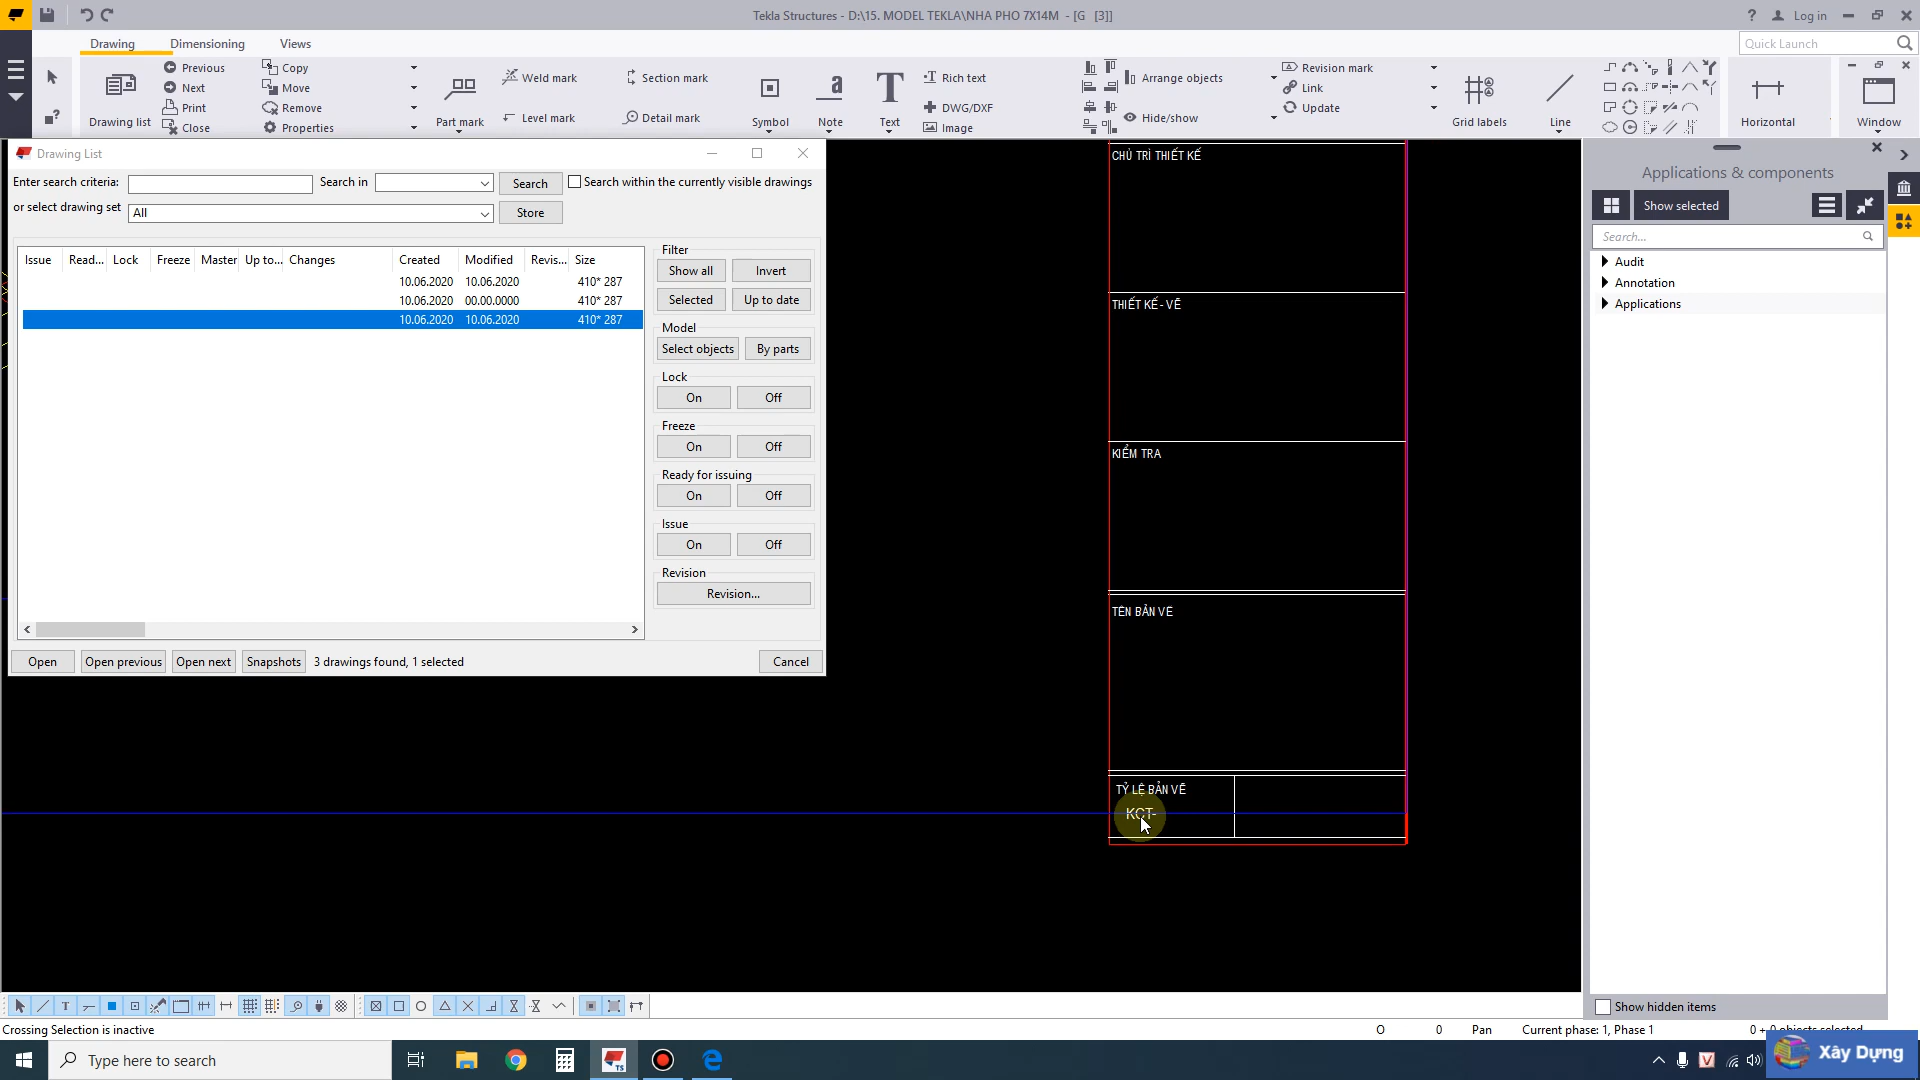 Tekla Structures - D:\15. MODEL TEKLA\NHA PHO 7X14M - [G [3]]
? Log in
Drawing Dimensioning Views
Quick Launch
Drawing list
Previous
Next
Print
Close
Copy
Move
Remove
Properties
Part mark
Weld mark
Level mark
Section mark
Detail mark
Symbol
Note
Text
Rich text
DWG/DXF
Image
Arrange objects
Hide/show
Revision mark
Link
Update
Grid labels
Line
Horizontal
Window
Drawing List
Enter search criteria: Search in Search Search within the currently visible drawings
or select drawing set All Store
Issue Read... Lock Freeze Master Up to... Changes Created Modified Revis... Size
10.06.2020 10.06.2020 410* 287
10.06.2020 00.00.0000 410* 287
10.06.2020 10.06.2020 410* 287
Filter
Show all Invert
Selected Up to date
Model
Select objects By parts
Lock
On Off
Freeze
On Off
Ready for issuing
On Off
Issue
On Off
Revision
Revision...
Open Open previous Open next Snapshots 3 drawings found, 1 selected Cancel
CHỦ TRÌ THIẾT KẾ
THIẾT KẾ - VẼ
KIỂM TRA
TÊN BẢN VẼ
TỶ LỆ BẢN VẼ
KCT-
Applications & components
Show selected
Search...
Audit
Annotation
Applications
Show hidden items
Crossing Selection is inactive
O 0 Pan Current phase: 1, Phase 1 0 + 0 objects selected
Type here to search
TS
V
Xây Dựng